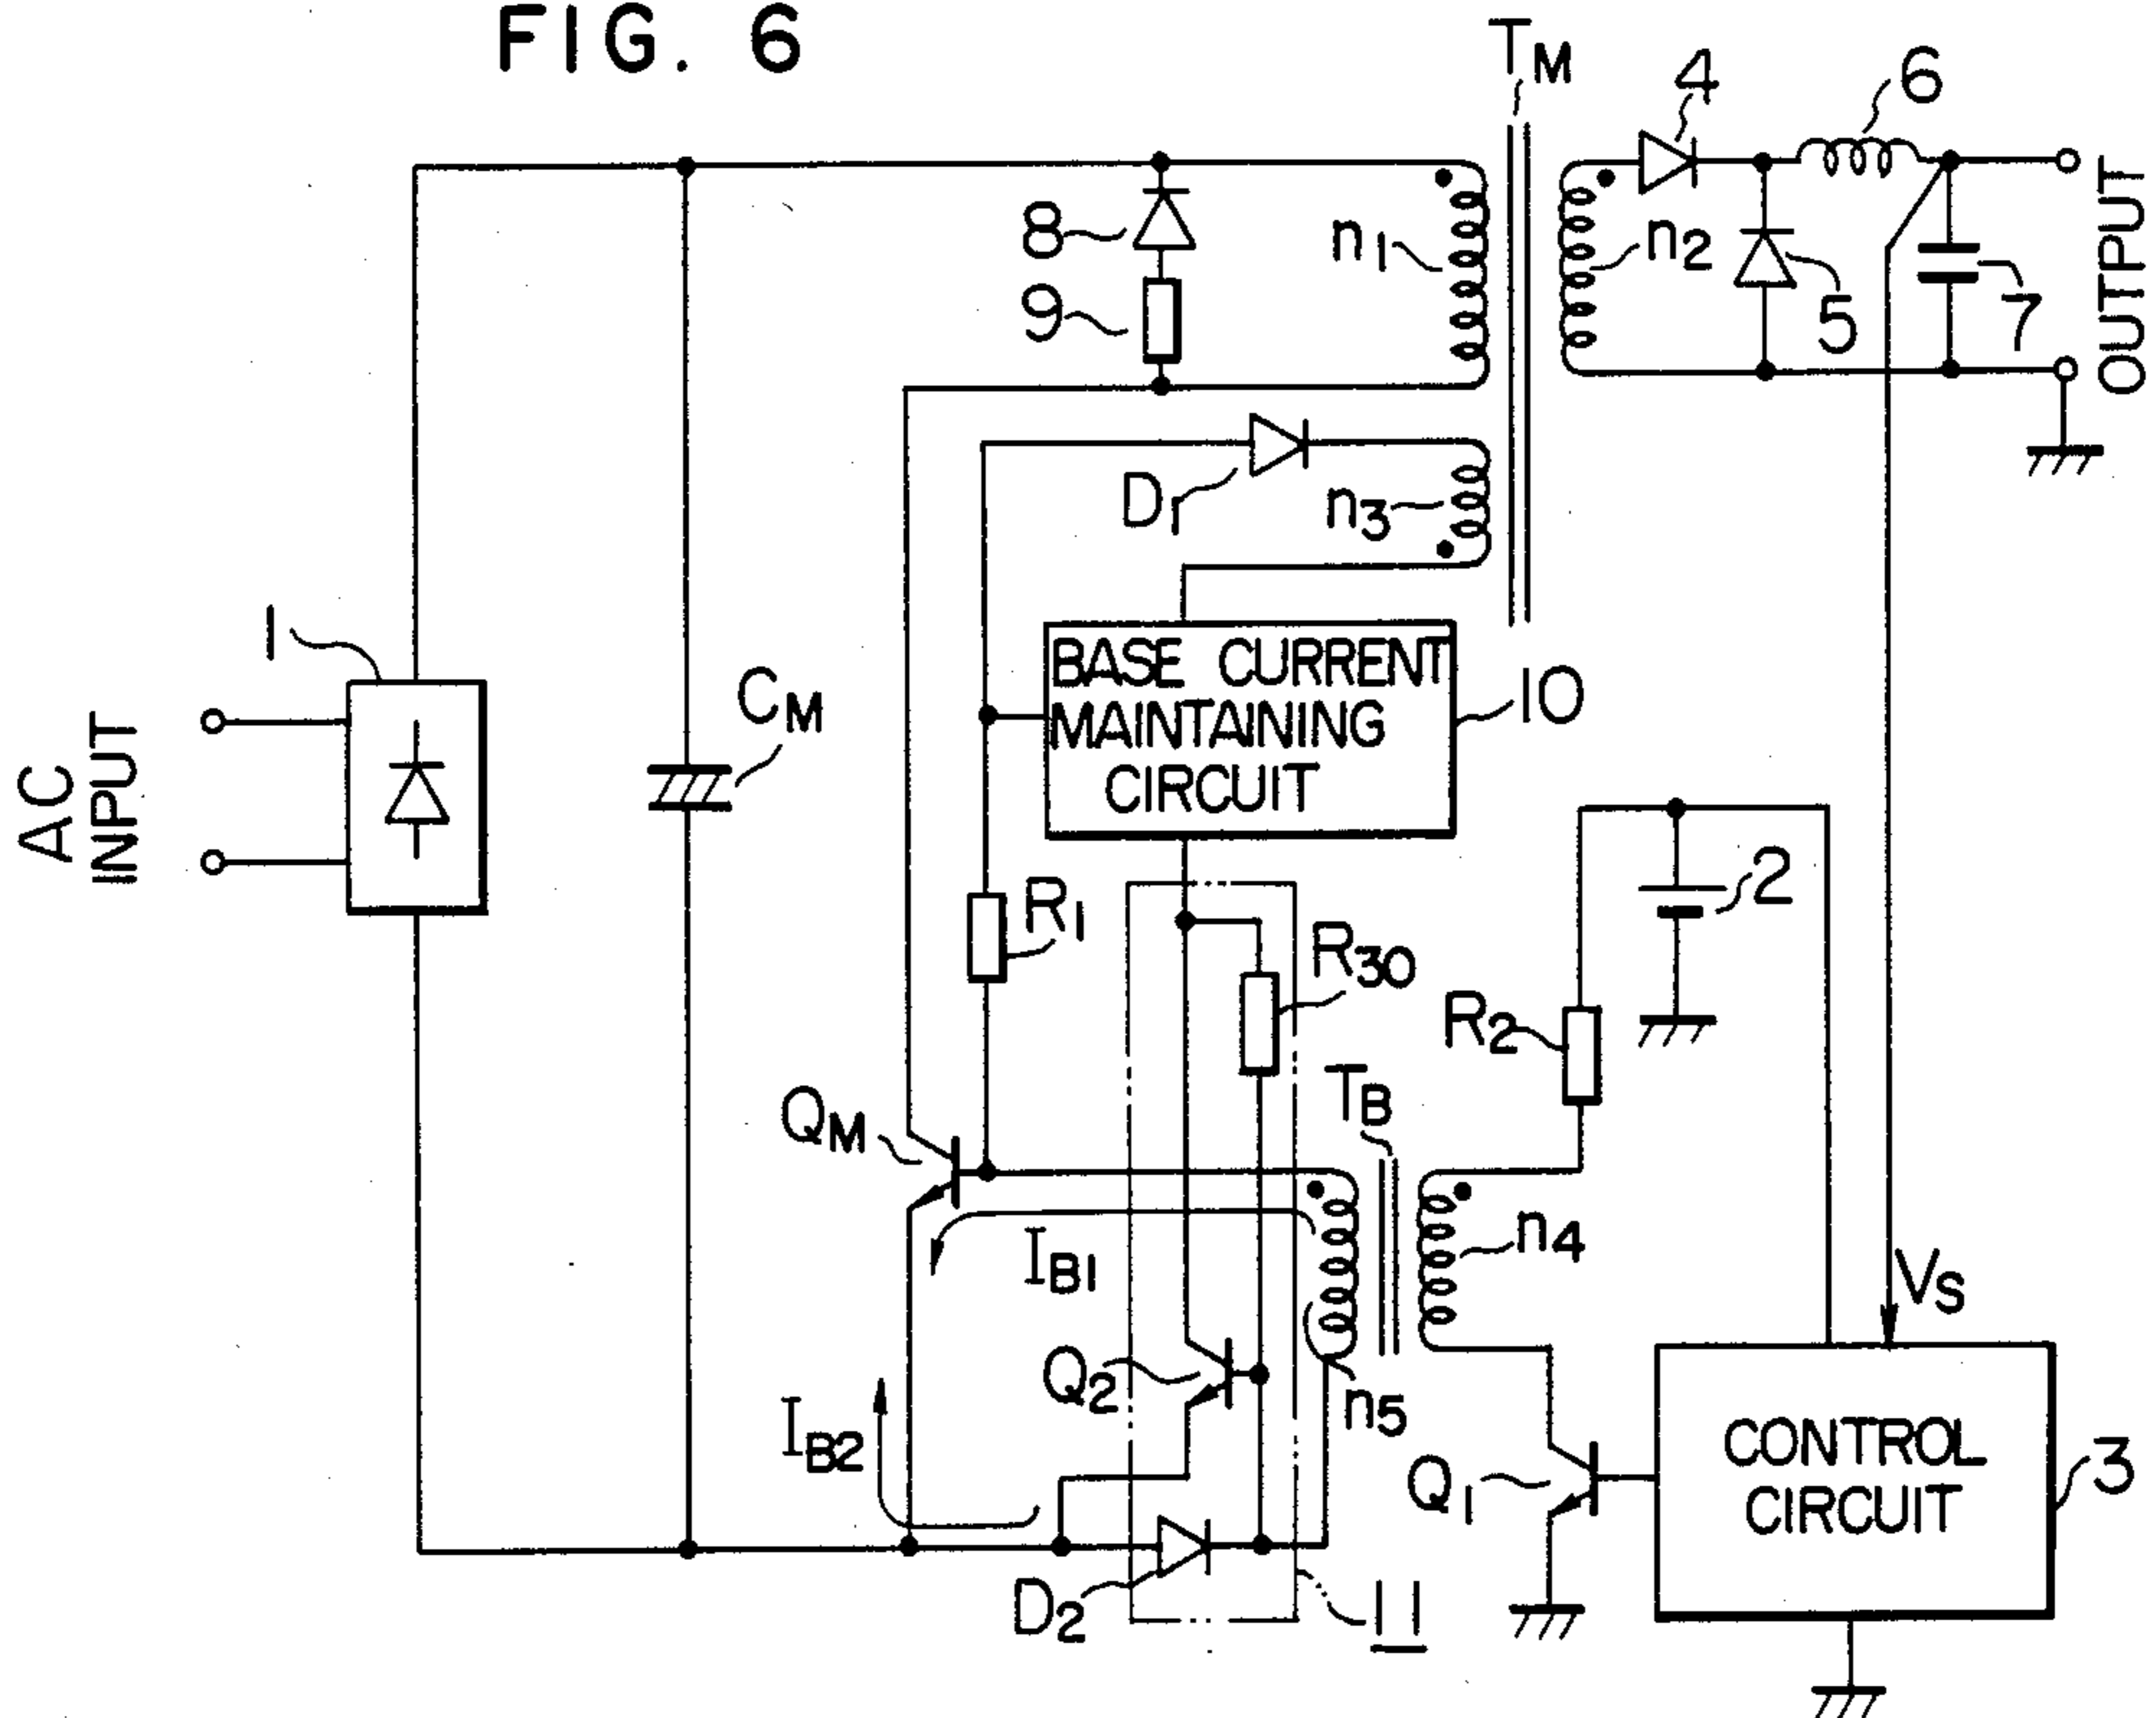 FIG. 6
TM
4
6
8
9
n1
n2
5
7
OUTPUT
D1
n3
1
AC
INPUT
CM
BASE CURRENT
MAINTAINING
CIRCUIT
10
R1
R30
2
R2
QM
TB
IB1
n4
VS
Q2
n5
IB2
Q1
CONTROL
CIRCUIT
3
D2
11